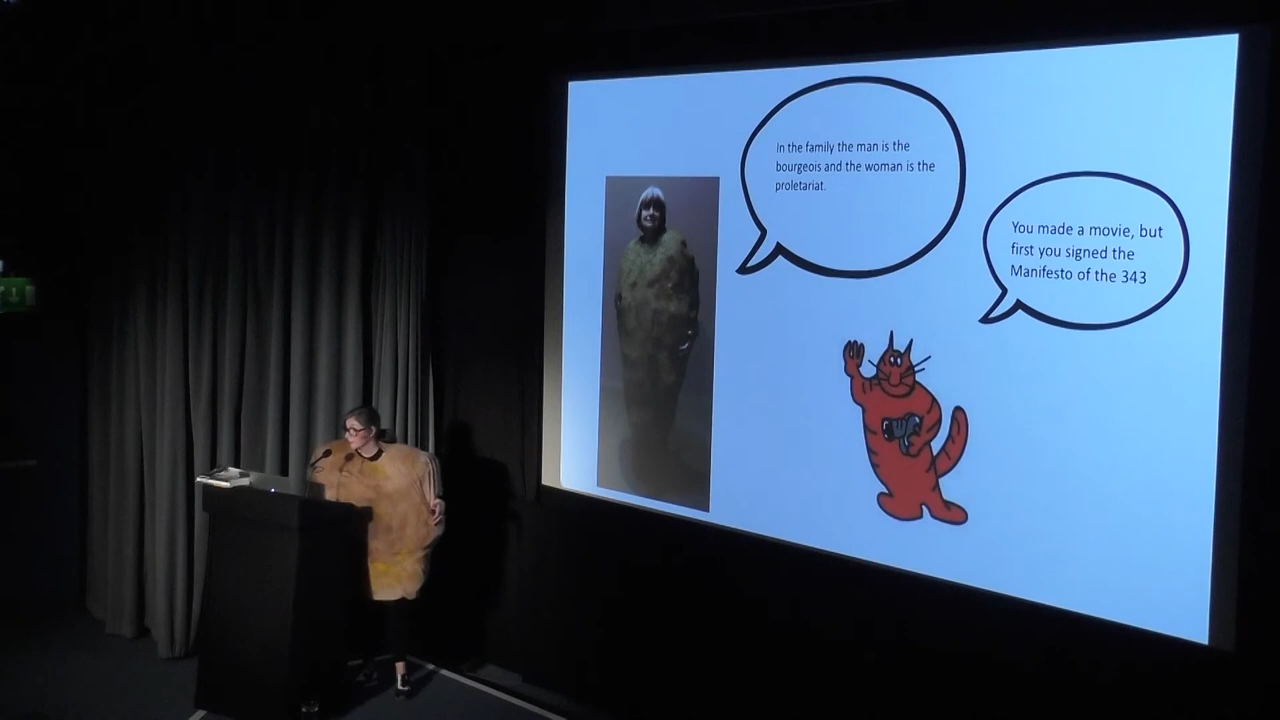 In the family the man is the
bourgeois and the woman is the
proletariat.
You made a movie, but
first you signed the
Manifesto of the 343